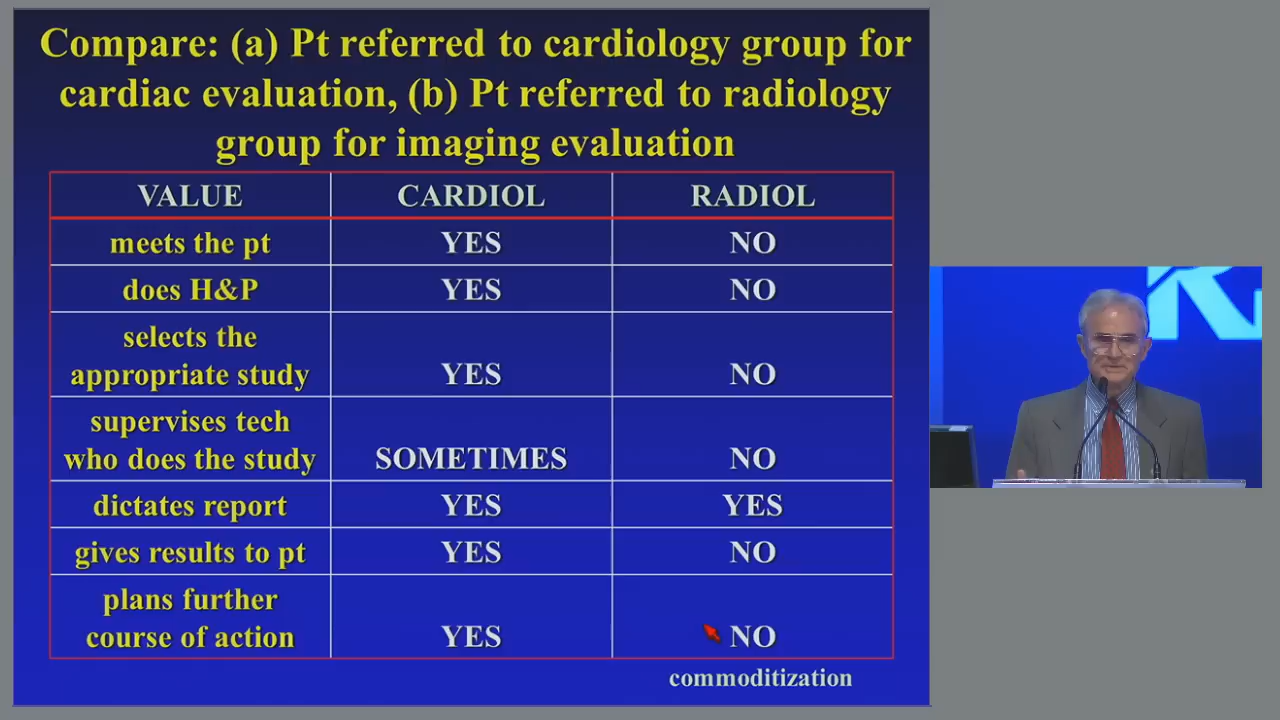 Compare: (a) Pt referred to cardiology group for
cardiac evaluation, (b) Pt referred to radiology
group for imaging evaluation
VALUE CARDIOL RADIOL
meets the pt YES NO
does H&P YES NO
selects the
appropriate study YES NO
supervises tech
who does the study SOMETIMES NO
dictates report YES YES
gives results to pt YES NO
plans further
course of action YES NO
commoditization